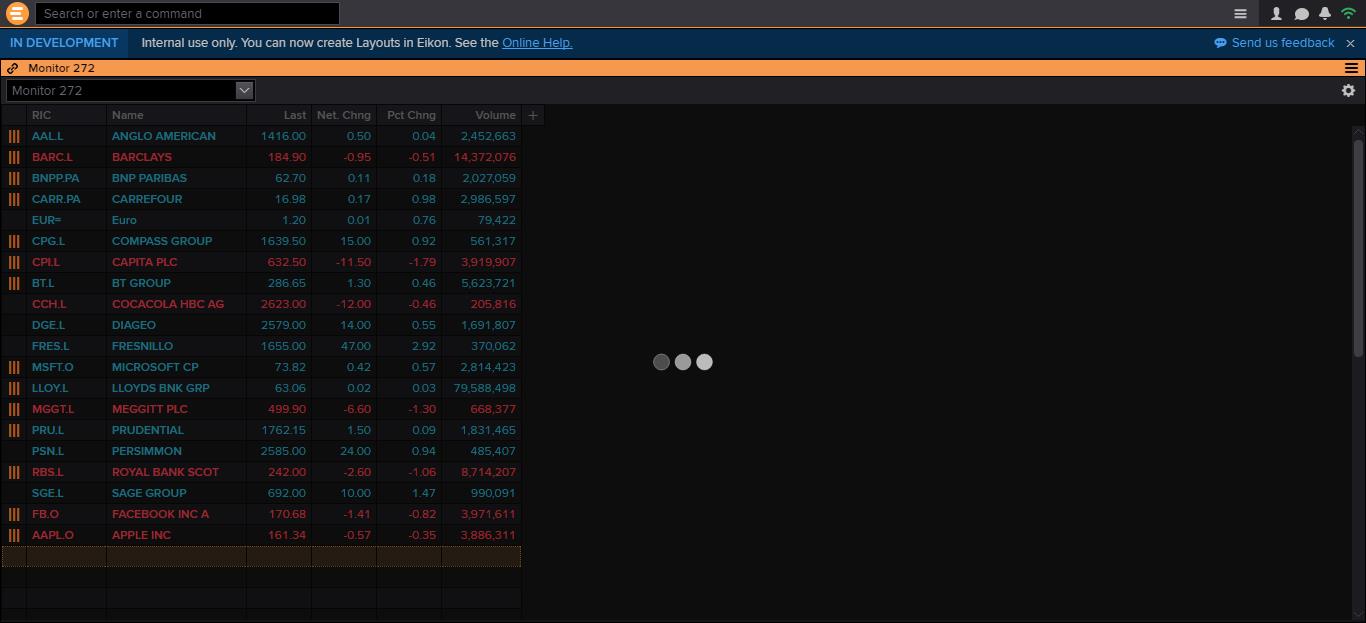 Search or enter a command
IN DEVELOPMENT Internal use only. You can now create Layouts in Eikon. See the Online Help. Send us feedback
Monitor 272
Monitor 272
RIC Name Last Net. Chng Pct Chng Volume +
AAL.L ANGLO AMERICAN 1416.00 0.50 0.04 2,452,663
BARC.L BARCLAYS 184.90 -0.95 -0.51 14,372,076
BNPP.PA BNP PARIBAS 62.70 0.11 0.18 2,027,059
CARR.PA CARREFOUR 16.98 0.17 0.98 2,986,597
EUR= Euro 1.20 0.01 0.76 79,422
CPG.L COMPASS GROUP 1639.50 15.00 0.92 561,317
CPI.L CAPITA PLC 632.50 -11.50 -1.79 3,919,907
BT.L BT GROUP 286.65 1.30 0.46 5,623,721
CCH.L COCACOLA HBC AG 2623.00 -12.00 -0.46 205,816
DGE.L DIAGEO 2579.00 14.00 0.55 1,691,807
FRES.L FRESNILLO 1655.00 47.00 2.92 370,062
MSFT.O MICROSOFT CP 73.82 0.42 0.57 2,814,423
LLOY.L LLOYDS BNK GRP 63.06 0.02 0.03 79,588,498
MGGT.L MEGGITT PLC 499.90 -6.60 -1.30 668,377
PRU.L PRUDENTIAL 1762.15 1.50 0.09 1,831,465
PSN.L PERSIMMON 2585.00 24.00 0.94 485,407
RBS.L ROYAL BANK SCOT 242.00 -2.60 -1.06 8,714,207
SGE.L SAGE GROUP 692.00 10.00 1.47 990,091
FB.O FACEBOOK INC A 170.68 -1.41 -0.82 3,971,611
AAPL.O APPLE INC 161.34 -0.57 -0.35 3,886,311